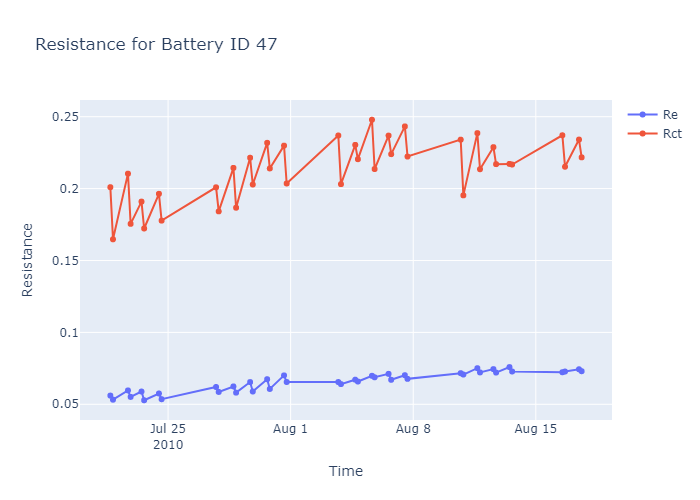 Resistance for Battery ID 47
Re
Rct
0.25
0.2
0.15
0.1
0.05
Resistance
Jul 25
2010
Aug 1
Aug 8
Aug 15
Time